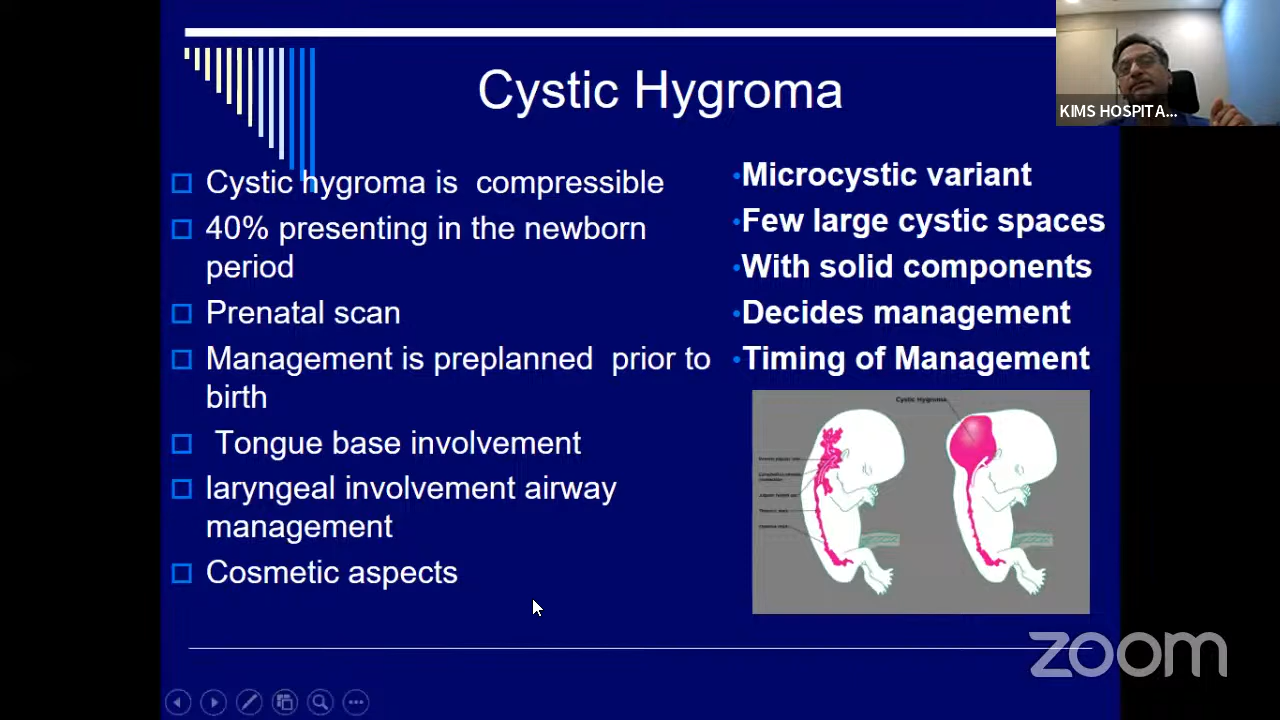 Cystic Hygroma
KIMS HOSPITA...
Cystic hygroma is compressible
40% presenting in the newborn
period
Prenatal scan
Management is preplanned prior to
birth
Tongue base involvement
laryngeal involvement airway
management
Cosmetic aspects
Microcystic variant
Few large cystic spaces
With solid components
Decides management
Timing of Management
Cystic Hygroma
zoom